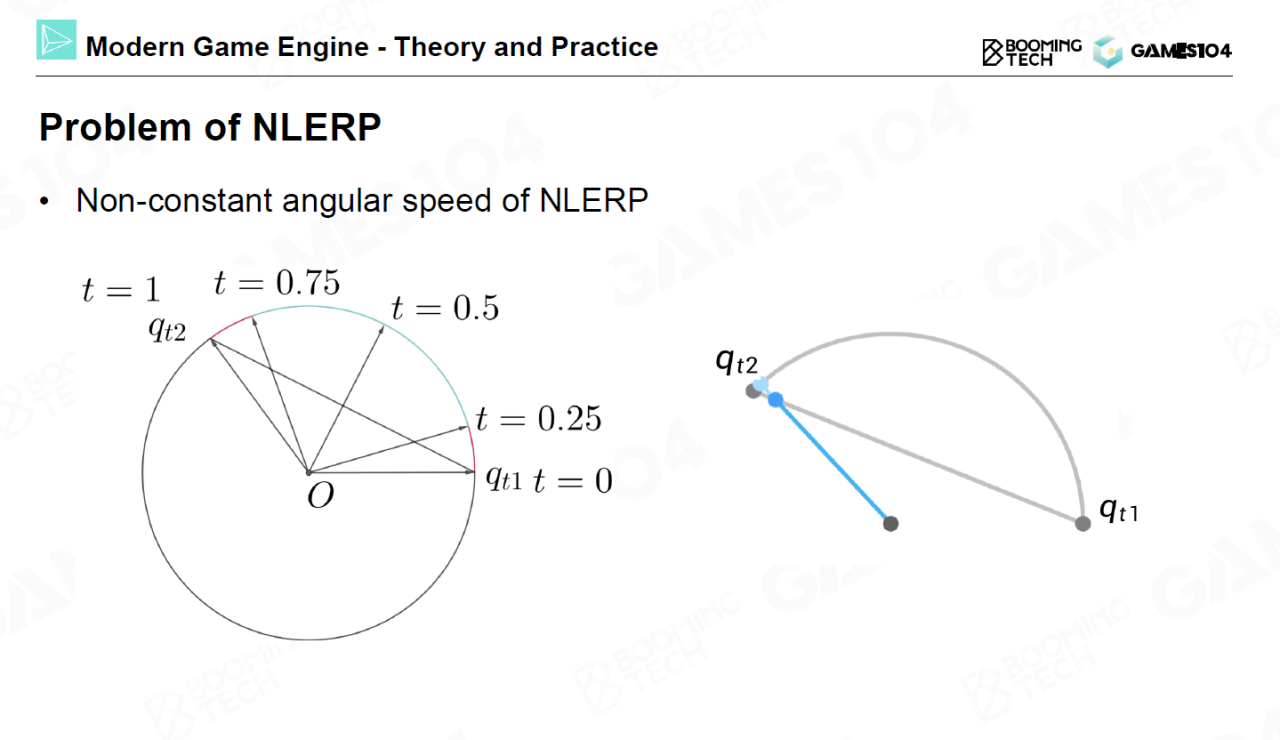 Modern Game Engine - Theory and Practice
BOOMING
TECH
GAMES104
Problem of NLERP
• Non-constant angular speed of NLERP
t = 1
t = 0.75
t = 0.5
q_{t2}
t = 0.25
q_{t1} t = 0
O
q_{t2}
q_{t1}